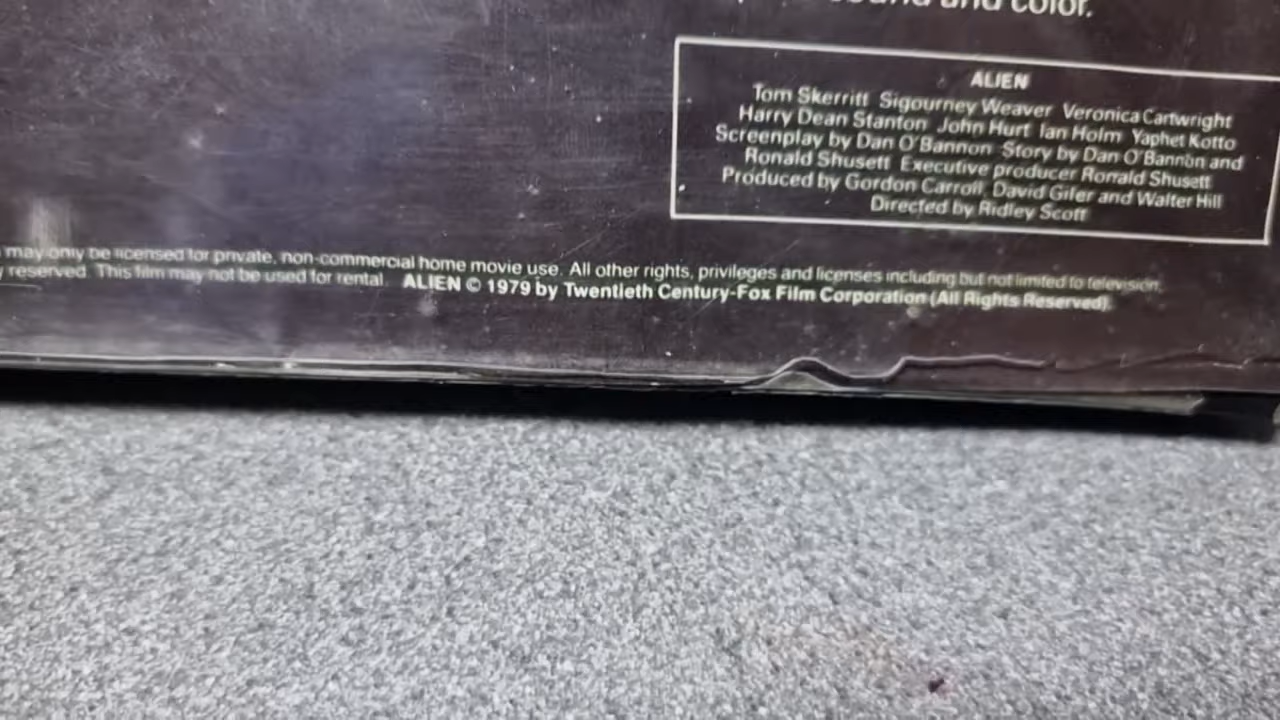 sound and color.
ALIEN
Tom Skerritt Sigourney Weaver Veronica Cartwright
Harry Dean Stanton John Hurt Ian Holm Yaphet Kotto
Screenplay by Dan O'Bannon Story by Dan O'Bannon and
Ronald Shusett Executive producer Ronald Shusett
Produced by Gordon Carroll, David Giler and Walter Hill
Directed by Ridley Scott
may only be licensed for private, non-commercial home movie use. All other rights, privileges and licenses including but not limited to television,
reserved. This film may not be used for rental. ALIEN © 1979 by Twentieth Century-Fox Film Corporation (All Rights Reserved).